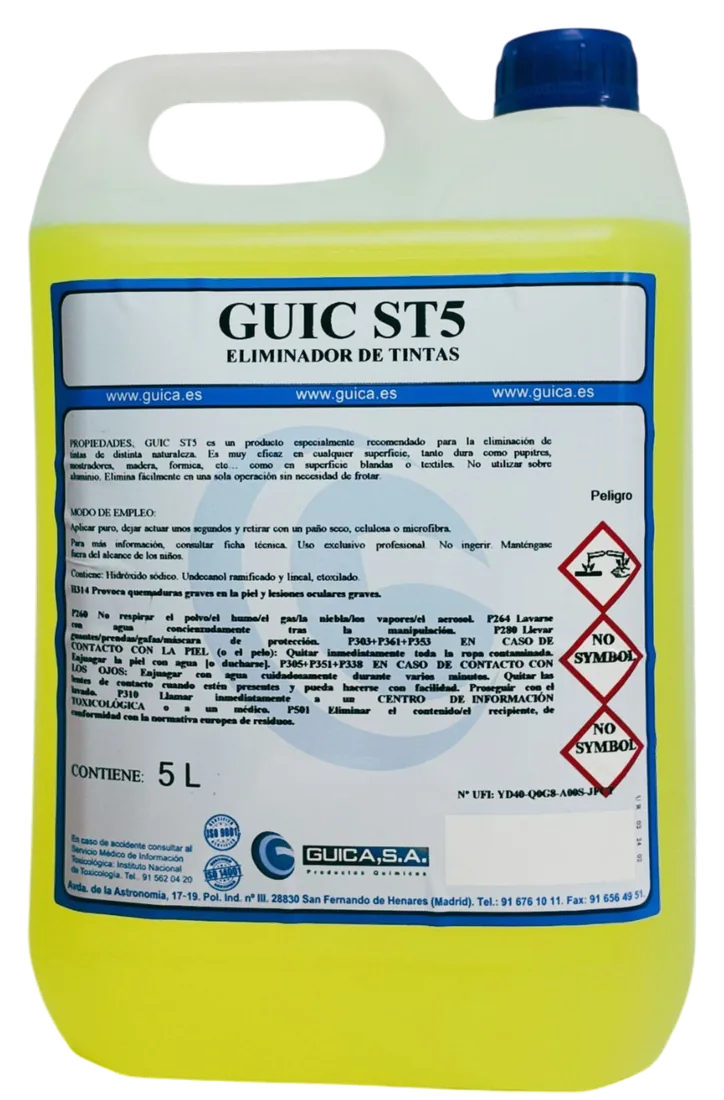 GUIC ST5
ELIMINADOR DE TINTAS
www.guica.es www.guica.es www.guica.es
PROPIEDADES, GUIC ST5 es un producto especialmente recomendado para la eliminación de
tintas de distinta naturaleza. Es muy eficaz en cualquier superficie, tanto dura como pupitres,
mostradores, madera, formica, etc... como en superficie blandas o textiles. No utilizar sobre
aluminio. Elimina fácilmente en una sola operación sin necesidad de frotar.
Peligro
MODO DE EMPLEO:
Aplicar puro, dejar actuar unos segundos y retirar con un paño seco, celulosa o microfibra.
Para más información, consultar ficha técnica. Uso exclusivo profesional. No ingerir. Manténgase
fuera del alcance de los niños.
Contiene: Hidróxido sódico. Undecanol ramificado y lineal, etoxilado.
H314 Provoca quemaduras graves en la piel y lesiones oculares graves.
P260 No respirar el polvo/el humo/el gas/la niebla/los vapores/el aerosol. P264 Lavarse
con agua concienzudamente tras la manipulación. P280 Llevar
guantes/prendas/gafas/máscara de protección. P303+P361+P353 EN CASO DE
CONTACTO CON LA PIEL (o el pelo): Quitar inmediatamente toda la ropa contaminada.
Enjuagar la piel con agua [o ducharse]. P305+P351+P338 EN CASO DE CONTACTO CON
LOS OJOS: Enjuagar con agua cuidadosamente durante varios minutos. Quitar las
lentes de contacto cuando estén presentes y pueda hacerse con facilidad. Proseguir con el
lavado. P310 Llamar inmediatamente a un CENTRO DE INFORMACIÓN
TOXICOLÓGICA o a un médico. P501 Eliminar el contenido/el recipiente, de
conformidad con la normativa europea de residuos.
NO
SYMBOL
NO
SYMBOL
CONTIENE: 5 L
Nº UFI: YD40-Q0G8-A00S-
En caso de accidente consultar al
Servicio Médico de Información
Toxicológica: Instituto Nacional
de Toxicología. Tel. 91 562 04 20
ISO 9001
ISO 14001
GUICA, S.A.
Productos Químicos
Avda. de la Astronomía, 17-19. Pol. Ind. nº III. 28830 San Fernando de Henares (Madrid). Tel.: 91 676 10 11. Fax: 91 656 49 51